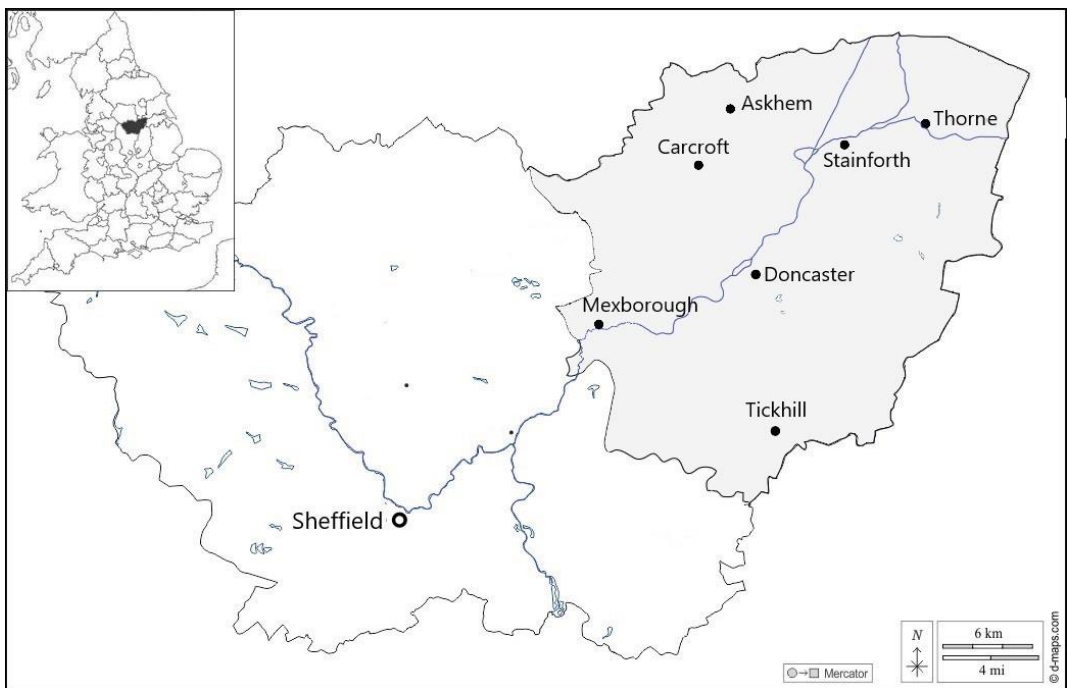 Askhem
Thorne
Carcroft
Stainforth
Doncaster
Mexborough
Tickhill
Sheffield
N
6 km
4 mi
Mercator
© d-maps.com